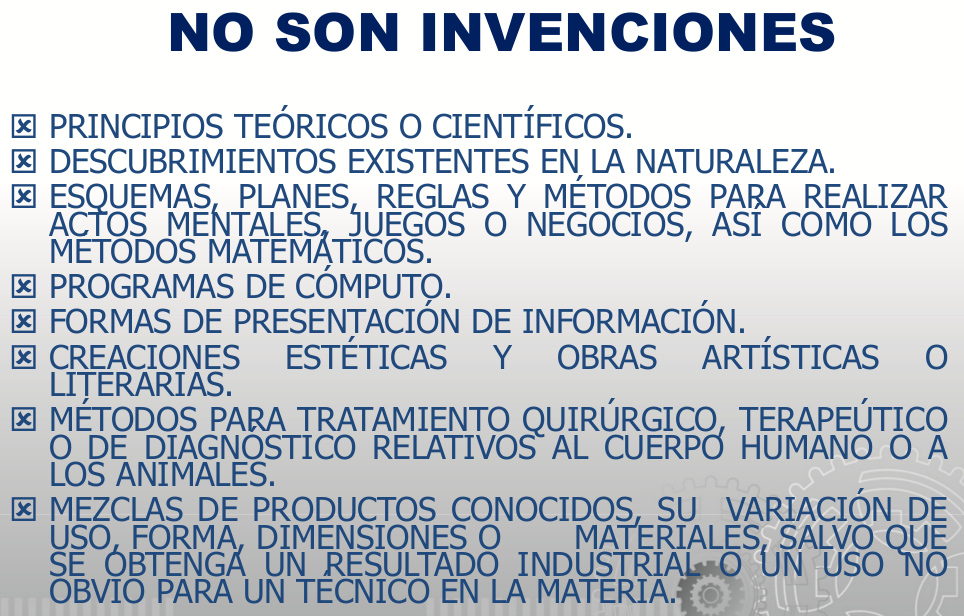 NO SON INVENCIONES
PRINCIPIOS TEÓRICOS O CIENTÍFICOS.
DESCUBRIMIENTOS EXISTENTES EN LA NATURALEZA.
ESQUEMAS, PLANES, REGLAS Y MÉTODOS PARA REALIZAR
ACTOS MENTALES, JUEGOS O NEGOCIOS, ASÍ COMO LOS
MÉTODOS MATEMÁTICOS.
PROGRAMAS DE CÓMPUTO.
FORMAS DE PRESENTACIÓN DE INFORMACIÓN.
CREACIONES ESTÉTICAS Y OBRAS ARTÍSTICAS O
LITERARIAS.
MÉTODOS PARA TRATAMIENTO QUIRÚRGICO, TERAPEÚTICO
O DE DIAGNÓSTICO RELATIVOS AL CUERPO HUMANO O A
LOS ANIMALES.
MEZCLAS DE PRODUCTOS CONOCIDOS, SU VARIACIÓN DE
USO, FORMA, DIMENSIONES O MATERIALES, SALVO QUE
SE OBTENGA UN RESULTADO INDUSTRIAL O UN USO NO
OBVIO PARA UN TÉCNICO EN LA MATERIA.